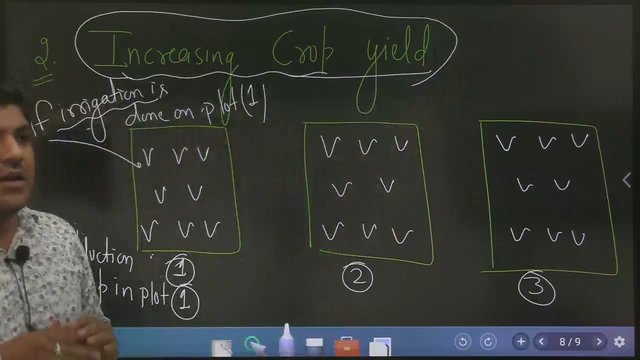 2. Increasing Crop yield
If irrigation is
done on plot (1)
V V V
V V
V V V
1
V V V
V V
V V V
2
V V V
V V
V V V
3
in plot 1
8 / 9